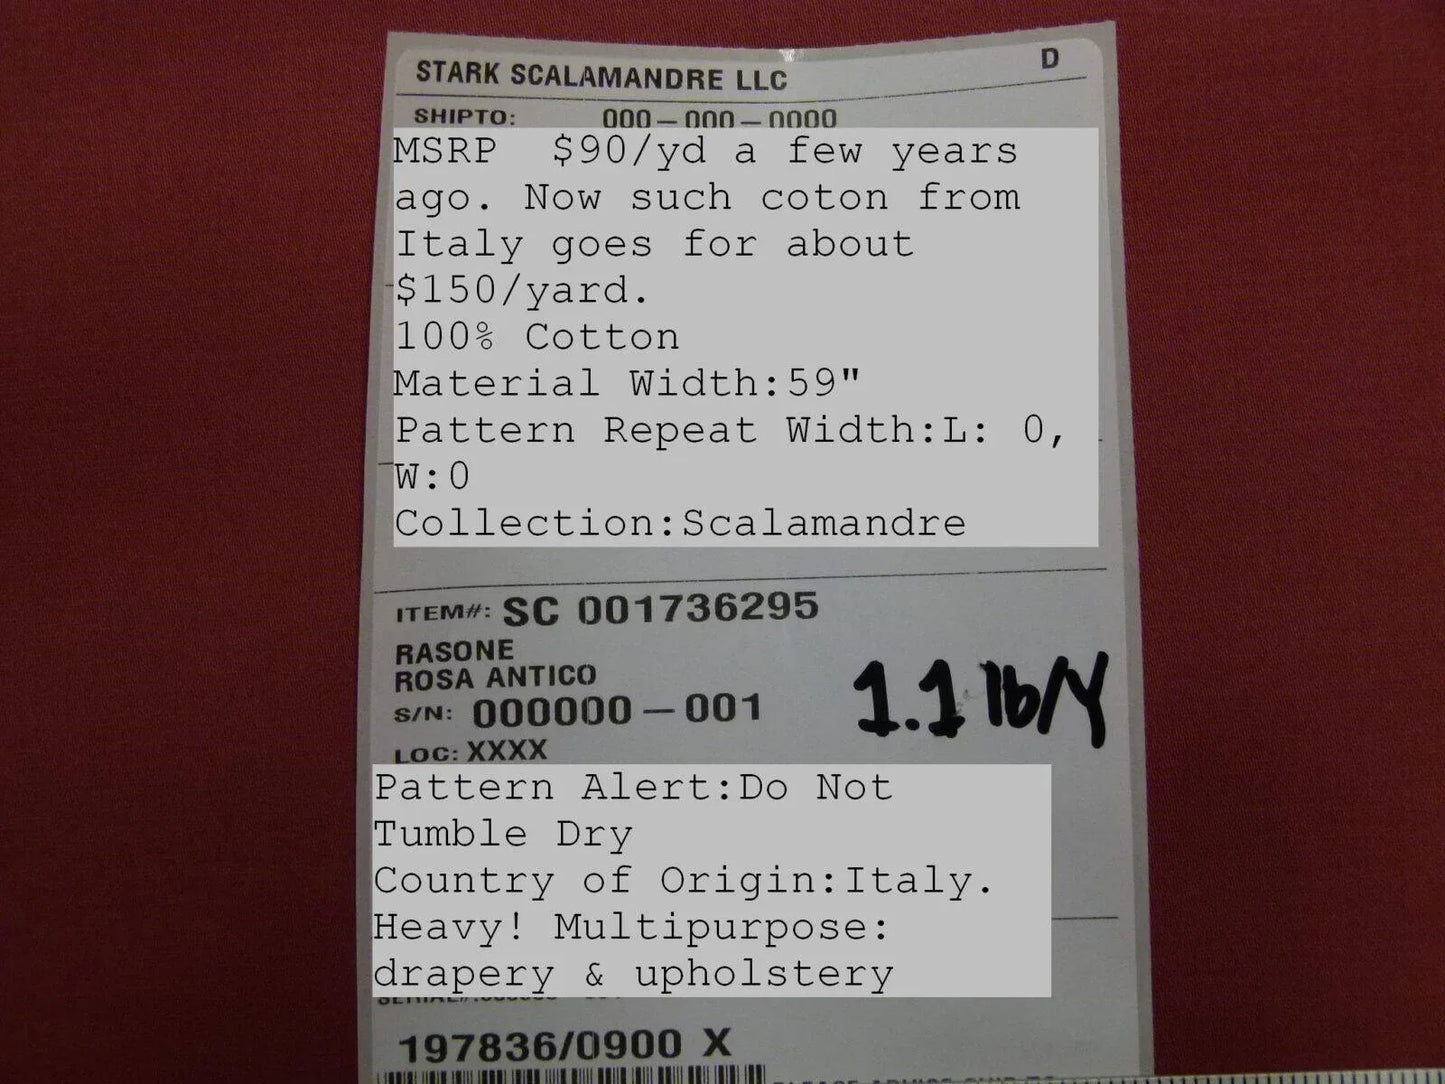 STARK SCALAMANDRE LLC
D
SHIPTO: 000-000-0000
MSRP $90/yd a few years
ago. Now such coton from
Italy goes for about
$150/yard.
100% Cotton
Material Width:59"
Pattern Repeat Width:L: 0,
W:0
Collection:Scalamandre
ITEM#: SC 001736295
RASONE
ROSA ANTICO
1.1 lb/Y
S/N: 000000-001
LOC: XXXX
Pattern Alert:Do Not
Tumble Dry
Country of Origin:Italy.
Heavy! Multipurpose:
drapery & upholstery
197836/0900 X